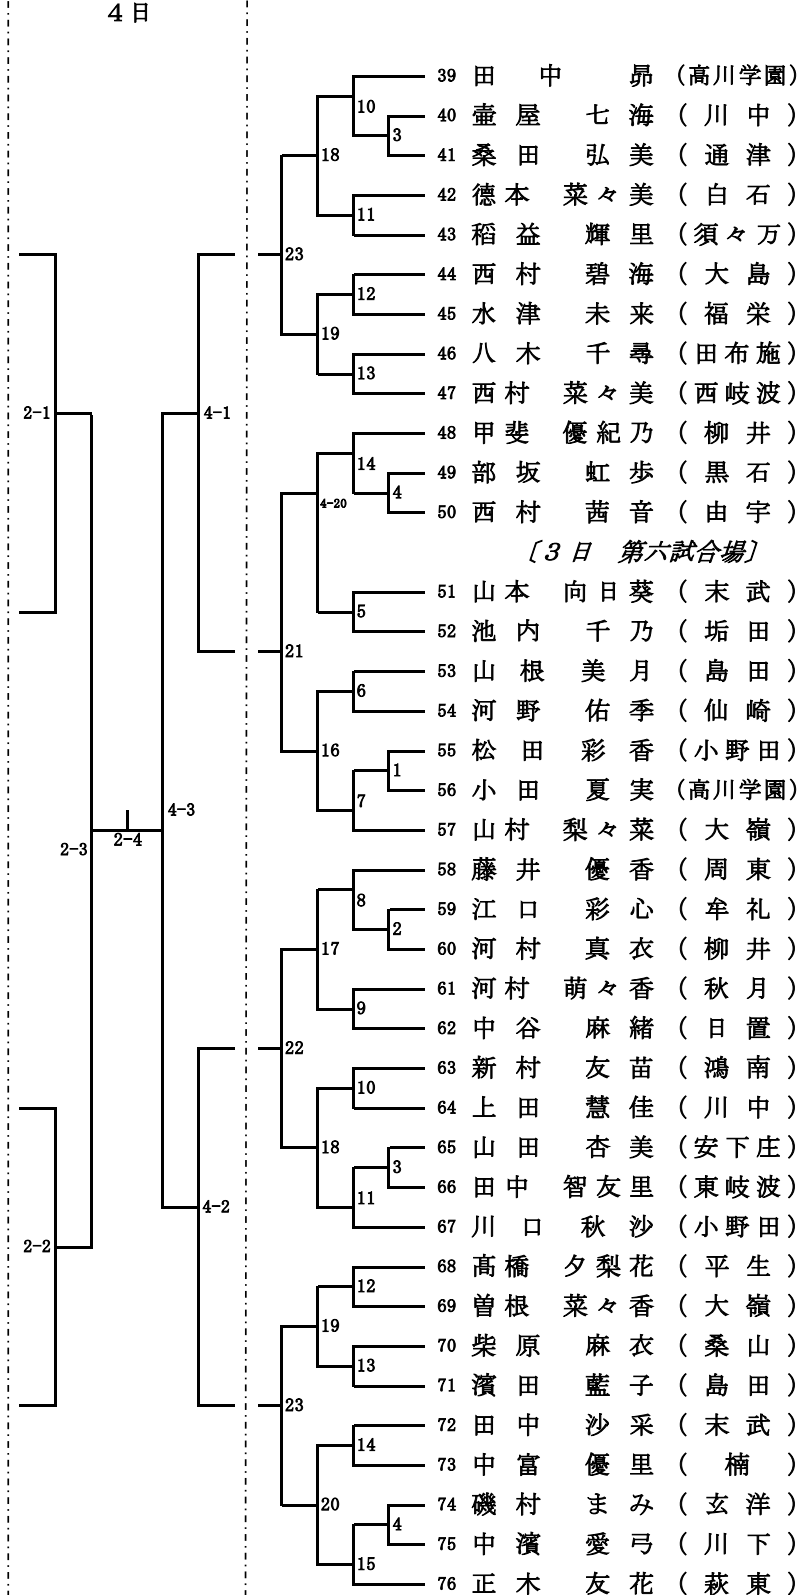 ４日
39 田中 昴 （高川学園）
10
40 壷屋 七海 （川中）
3
18
41 桑田 弘美 （通津）
42 德本 菜々美 （白石）
11
43 稻益 輝里 （須々万）
23
44 西村 碧海 （大島）
12
45 水津 未来 （福栄）
19
46 八木 千尋 （田布施）
13
47 西村 菜々美 （西岐波）
2-1 4-1
48 甲斐 優紀乃 （柳井）
14
49 部坂 虹歩 （黒石）
4
4-20
50 西村 茜音 （由宇）
〔３日 第六試合場〕
51 山本 向日葵 （末武）
5
52 池内 千乃 （垢田）
21
53 山根 美月 （島田）
6
54 河野 佑季 （仙崎）
16
55 松田 彩香 （小野田）
1
56 小田 夏実 （高川学園）
7
4-3
57 山村 梨々菜 （大嶺）
2-4
2-3
58 藤井 優香 （周東）
8
59 江口 彩心 （牟礼）
2
17
60 河村 真衣 （柳井）
61 河村 萌々香 （秋月）
9
62 中谷 麻緒 （日置）
22
63 新村 友苗 （鴻南）
10
64 上田 慧佳 （川中）
18
65 山田 杏美 （安下庄）
3
66 田中 智友里 （東岐波）
11
4-2
67 川口 秋沙 （小野田）
2-2
68 髙橋 夕梨花 （平生）
12
69 曽根 菜々香 （大嶺）
19
70 柴原 麻衣 （桑山）
13
71 濱田 藍子 （島田）
23
72 田中 沙采 （末武）
14
73 中富 優里 （楠）
20
74 磯村 まみ （玄洋）
4
75 中濱 愛弓 （川下）
15
76 正木 友花 （萩東）